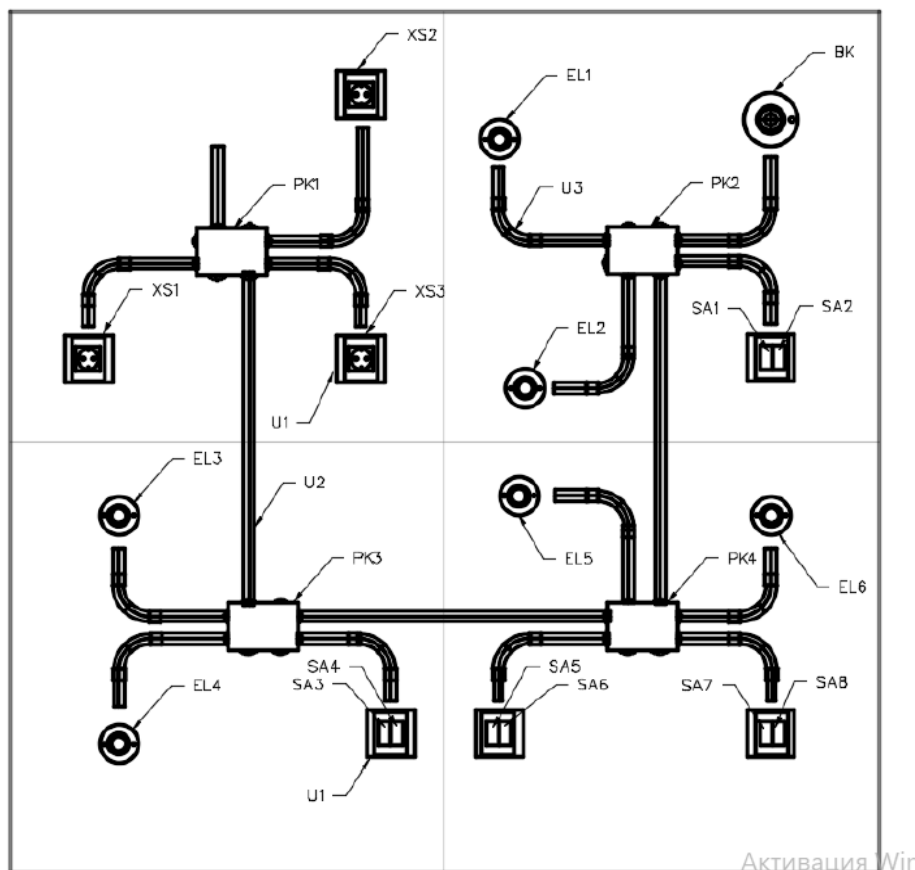 XS2
BK
EL1
PK1
U3
PK2
XS1
XS3
SA1
SA2
EL2
U1
EL3
U2
EL5
PK3
PK4
EL6
SA4
SA3
EL4
SA5
SA6
SA7
SA8
U1
Активация Win